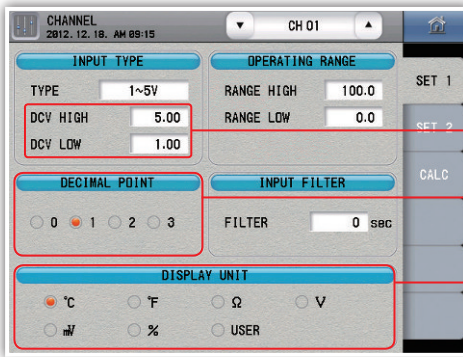 CHANNEL
2012. 12. 18. AM 09:15
CH 01
INPUT TYPE
TYPE 1~5V
DCV HIGH 5.00
DCV LOW 1.00
OPERATING RANGE
RANGE HIGH 100.0
RANGE LOW 0.0
SET 1
SET 2
CALC
DECIMAL POINT
0 1 2 3
INPUT FILTER
FILTER 0 sec
DISPLAY UNIT
℃ ℉ Ω V
mV % USER